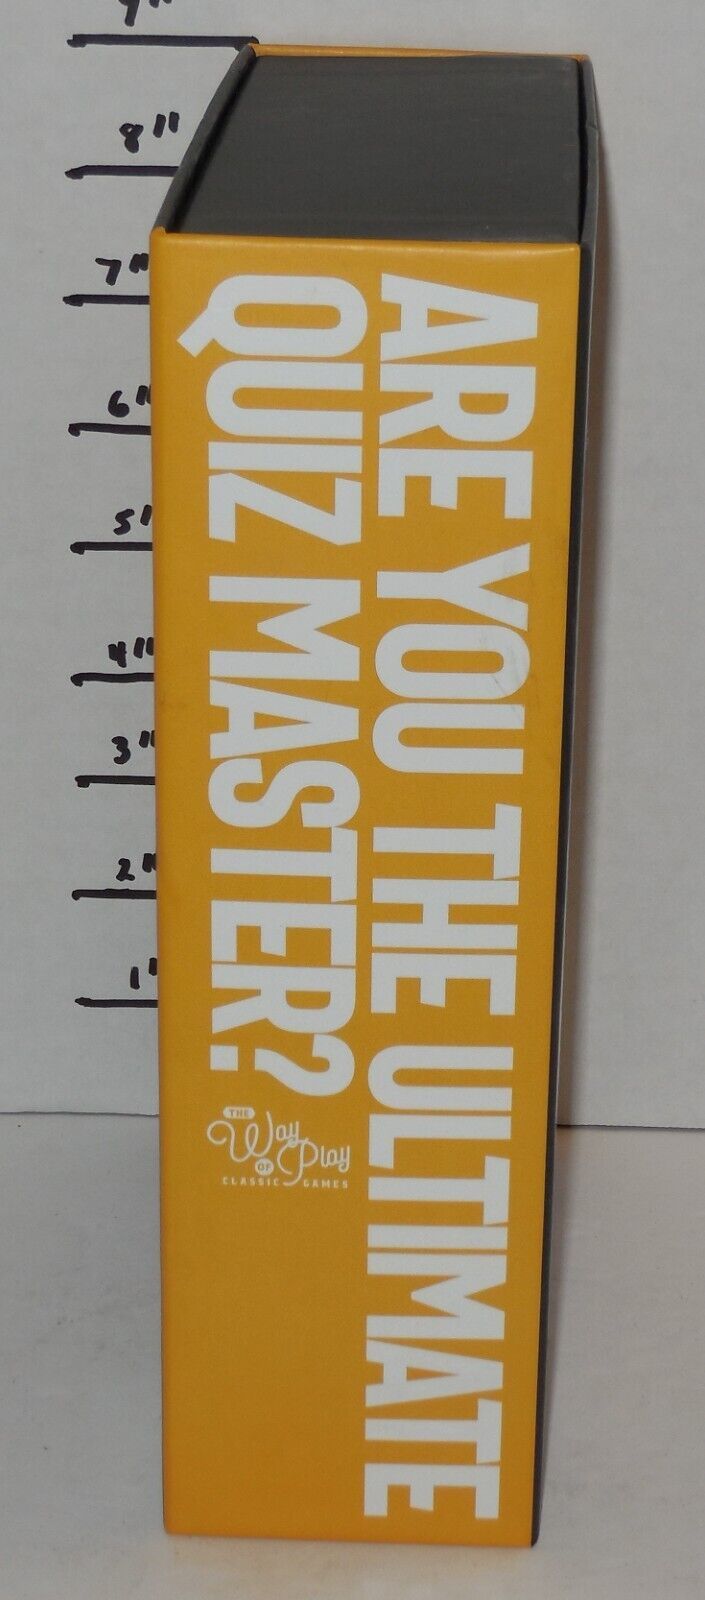 9"
8"
7"
6"
5"
4"
3"
2"
1"
ARE YOU THE ULTIMATE
QUIZ MASTER?
THE
Way
OF
Play
CLASSIC GAMES